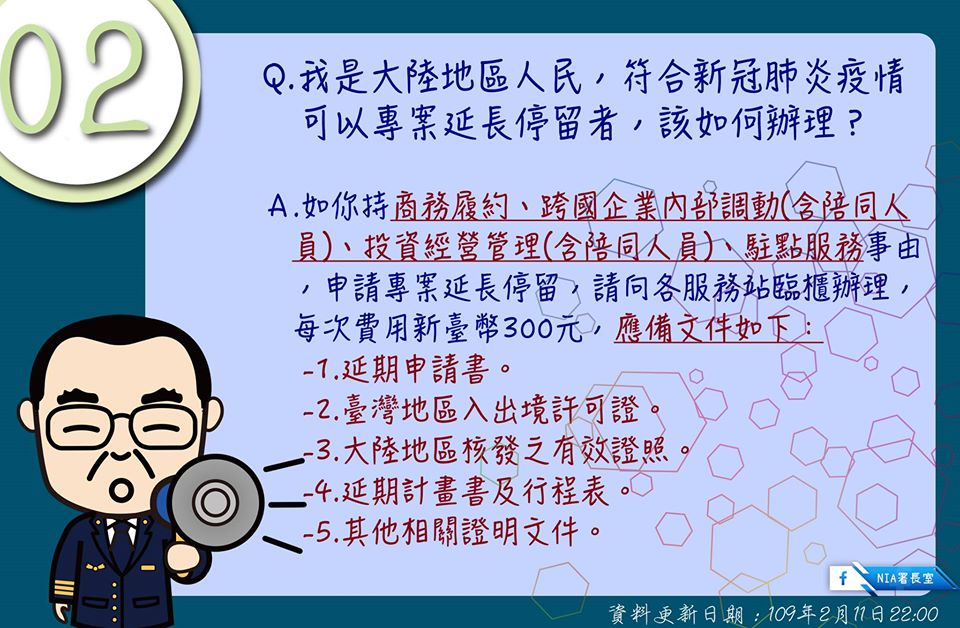 02
Q.我是大陸地區人民，符合新冠肺炎疫情
可以專案延長停留者，該如何辦理？
A.如你持商務履約、跨國企業內部調動(含陪同人
員)、投資經營管理(含陪同人員)、駐點服務事由
，申請專案延長停留，請向各服務站臨櫃辦理，
每次費用新臺幣300元，應備文件如下：
-1.延期申請書。
-2.臺灣地區入出境許可證。
-3.大陸地區核發之有效證照。
-4.延期計畫書及行程表。
-5.其他相關證明文件。
f NIA署長室
資料更新日期：109年2月11日22:00